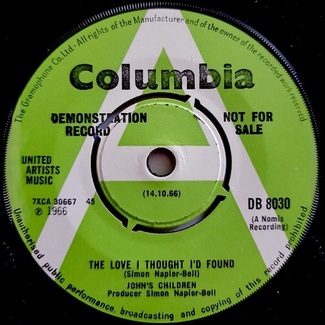 The Gramophone Co. Ltd. · All rights of the Manufacturer and of the owner of the recorded work reserved
Columbia
DEMONSTRATION RECORD
NOT FOR SALE
UNITED ARTISTS MUSIC
(14.10.66)
7XCA 30667 45
℗ 1966
DB 8030
(A Nomis Recording)
THE LOVE I THOUGHT I'D FOUND
(Simon Napier-Bell)
JOHN'S CHILDREN
Producer Simon Napier-Bell
Unauthorised public performance, broadcasting and copying of this record prohibited